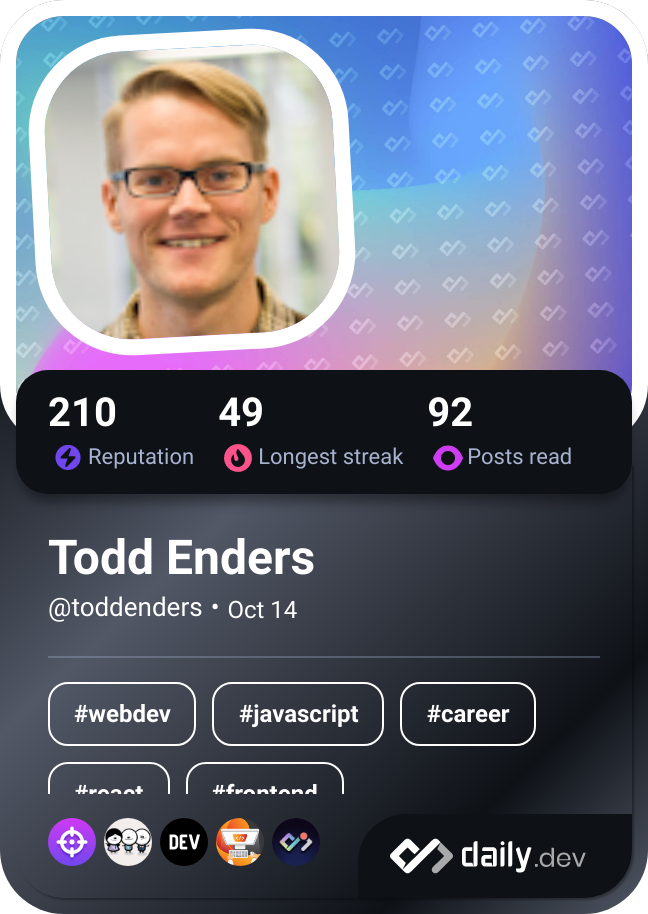 210 49 92
Reputation Longest streak Posts read
Todd Enders
@toddenders • Oct 14
#webdev #javascript #career
#react #frontend
DEV
daily.dev